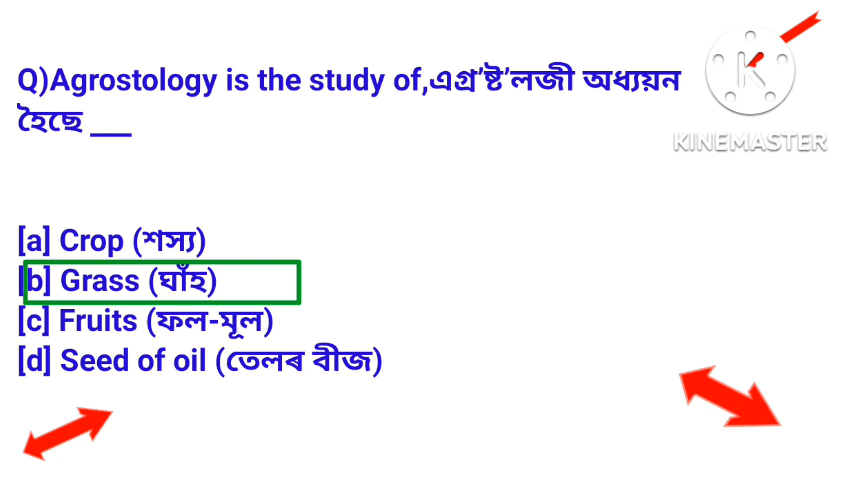 Q)Agrostology is the study of,এগ্ৰ’ষ্ট’লজী অধ্যয়ন
হৈছে ___
KINEMASTER
[a] Crop (শস্য)
[b] Grass (ঘাঁহ)
[c] Fruits (ফল-মূল)
[d] Seed of oil (তেলৰ বীজ)